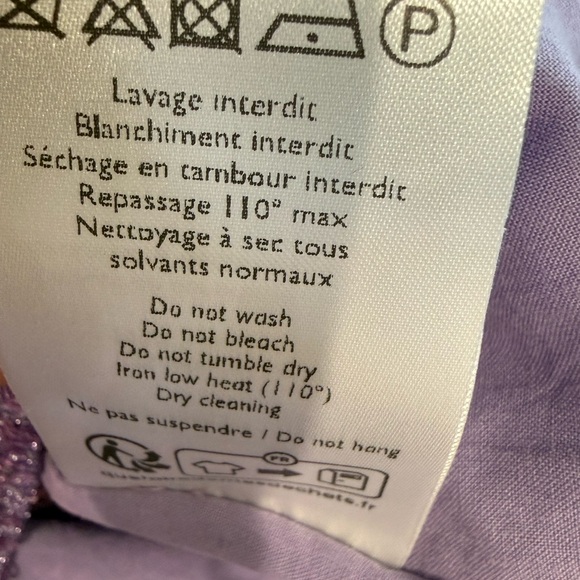 P
Lavage interdit
Blanchiment interdit
Séchage en tambour interdit
Repassage 110° max
Nettoyage à sec tous
solvants normaux
Do not wash
Do not bleach
Do not tumble dry
Iron low heat (110°)
Dry cleaning
Ne pas suspendre / Do not hang
FR